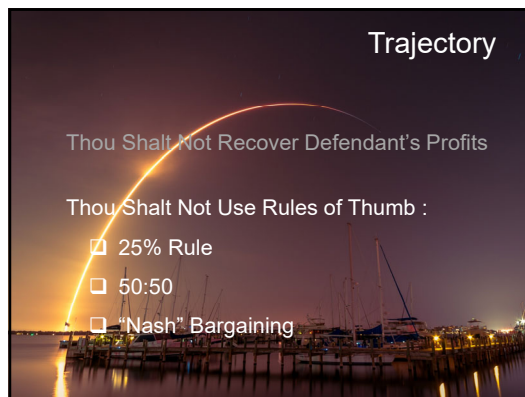 Trajectory
Thou Shalt Not Recover Defendant's Profits
Thou Shalt Not Use Rules of Thumb :
❑ 25% Rule
❑ 50:50
❑ “Nash” Bargaining